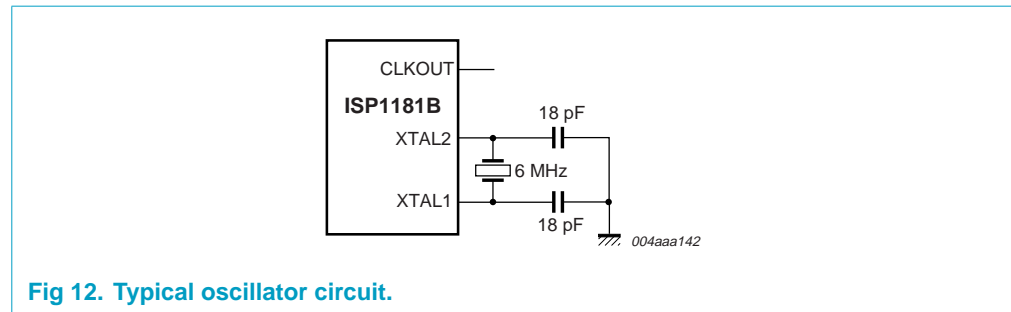 CLKOUT
ISP1181B
18 pF
XTAL2
6 MHz
XTAL1
18 pF
004aaa142
Fig 12. Typical oscillator circuit.